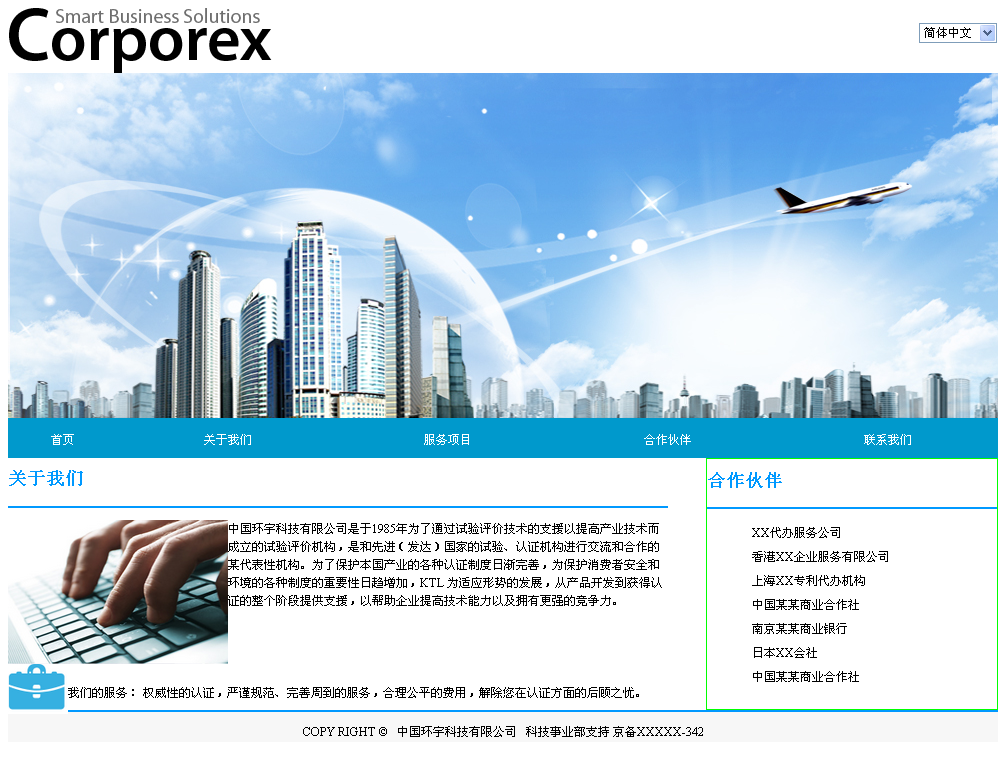 Smart Business Solutions
Corporex
简体中文
首页 关于我们 服务项目 合作伙伴 联系我们
关于我们
中国环宇科技有限公司是于1985年为了通过试验评价技术的支援以提高产业技术而
成立的试验评价机构，是和先进（发达）国家的试验、认证机构进行交流和合作的
某代表性机构。为了保护本国产业的各种认证制度日渐完善，为保护消费者安全和
环境的各种制度的重要性日趋增加，KTL 为适应形势的发展，从产品开发到获得认
证的整个阶段提供支援，以帮助企业提高技术能力以及拥有更强的竞争力。
我们的服务： 权威性的认证，严谨规范、完善周到的服务，合理公平的费用，解除您在认证方面的后顾之忧。
合作伙伴
XX代办服务公司
香港XX企业服务有限公司
上海XX专利代办机构
中国某某商业合作社
南京某某商业银行
日本XX会社
中国某某商业合作社
COPY RIGHT © 中国环宇科技有限公司 科技事业部支持 京备XXXXX-342